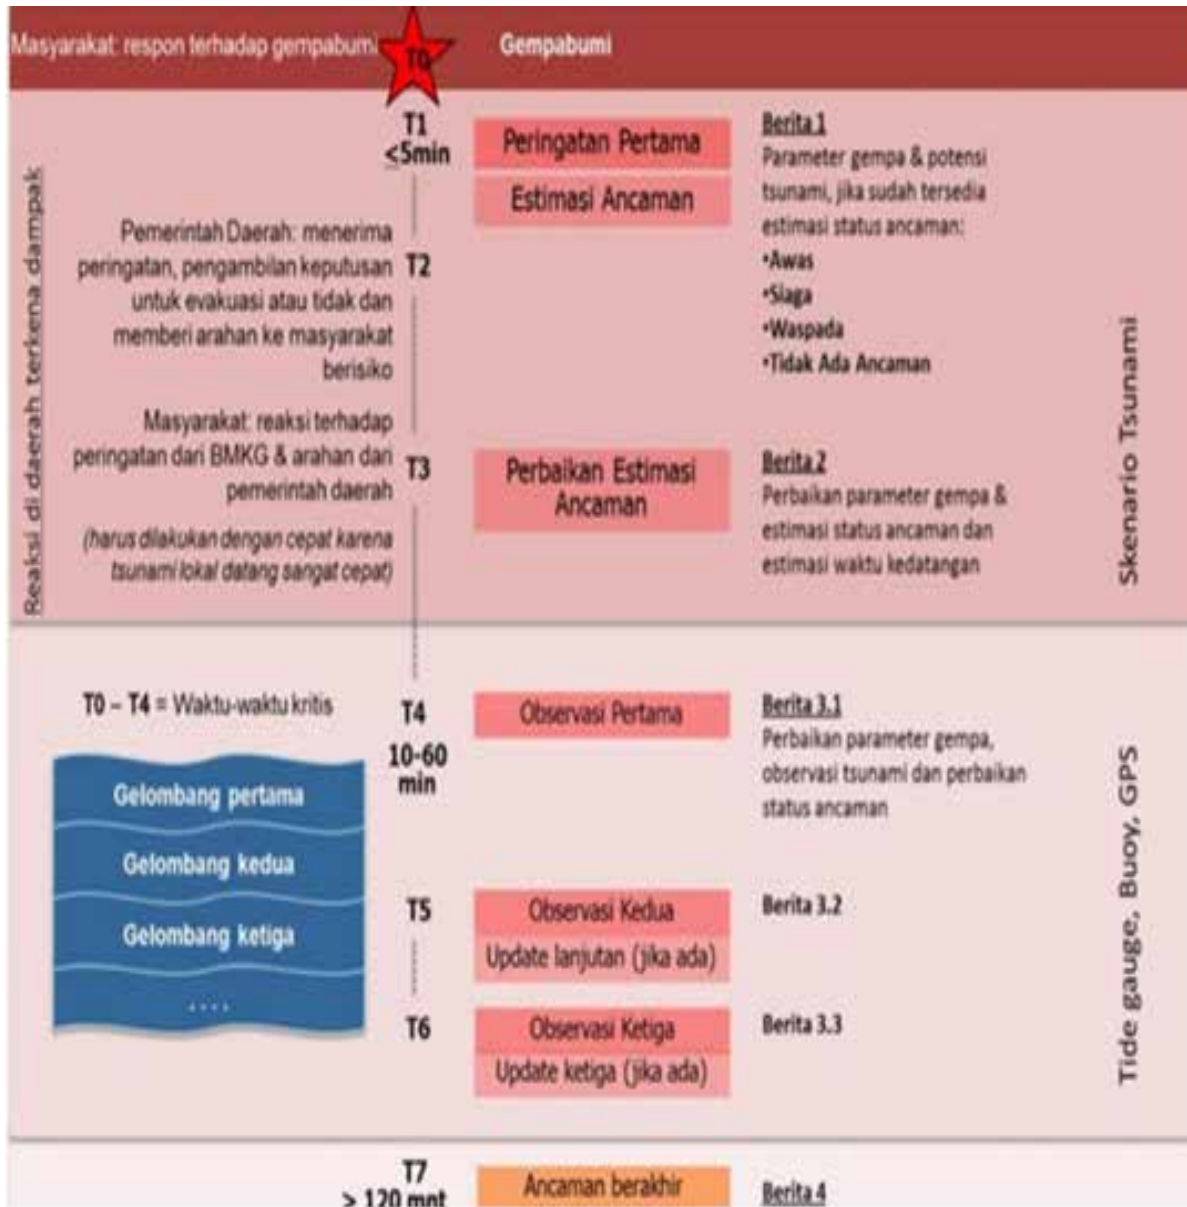 Masyarakat: respon terhadap gempabumi
T0
Gempabumi
T1
≤5min
Peringatan Pertama
Estimasi Ancaman
Berita 1
Parameter gempa & potensi
tsunami, jika sudah tersedia
estimasi status ancaman:
•Awas
•Siaga
•Waspada
•Tidak Ada Ancaman
Reaksi di daerah terkena dampak
Pemerintah Daerah: menerima
peringatan, pengambilan keputusan
untuk evakuasi atau tidak dan
memberi arahan ke masyarakat
berisiko
T2
Masyarakat: reaksi terhadap
peringatan dari BMKG & arahan dari
pemerintah daerah
(harus dilakukan dengan cepat karena
tsunami lokal datang sangat cepat)
T3
Perbaikan Estimasi
Ancaman
Berita 2
Perbaikan parameter gempa &
estimasi status ancaman dan
estimasi waktu kedatangan
Skenario Tsunami
T0 – T4 = Waktu-waktu kritis
T4
10-60
min
Observasi Pertama
Berita 3.1
Perbaikan parameter gempa,
observasi tsunami dan perbaikan
status ancaman
Gelombang pertama
Gelombang kedua
Gelombang ketiga
....
T5
Observasi Kedua
Update lanjutan (jika ada)
Berita 3.2
T6
Observasi Ketiga
Update ketiga (jika ada)
Berita 3.3
Tide gauge, Buoy, GPS
T7
> 120 mnt
Ancaman berakhir
Berita 4